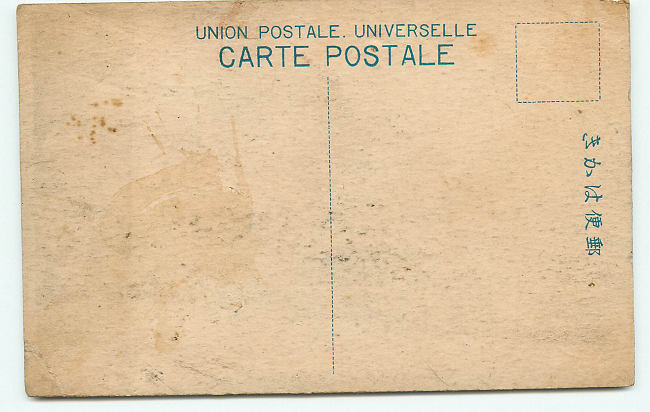 UNION POSTALE. UNIVERSELLE
CARTE POSTALE
郵便はかき